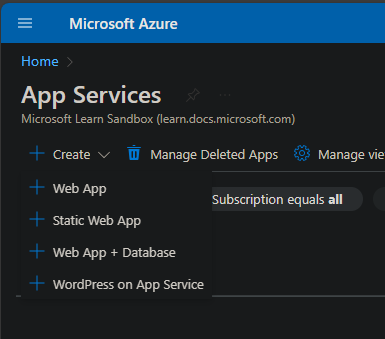 Microsoft Azure
Home
App Services
Microsoft Learn Sandbox (learn.docs.microsoft.com)
Create Manage Deleted Apps Manage vie
Web App
Subscription equals all
Static Web App
Web App + Database
WordPress on App Service